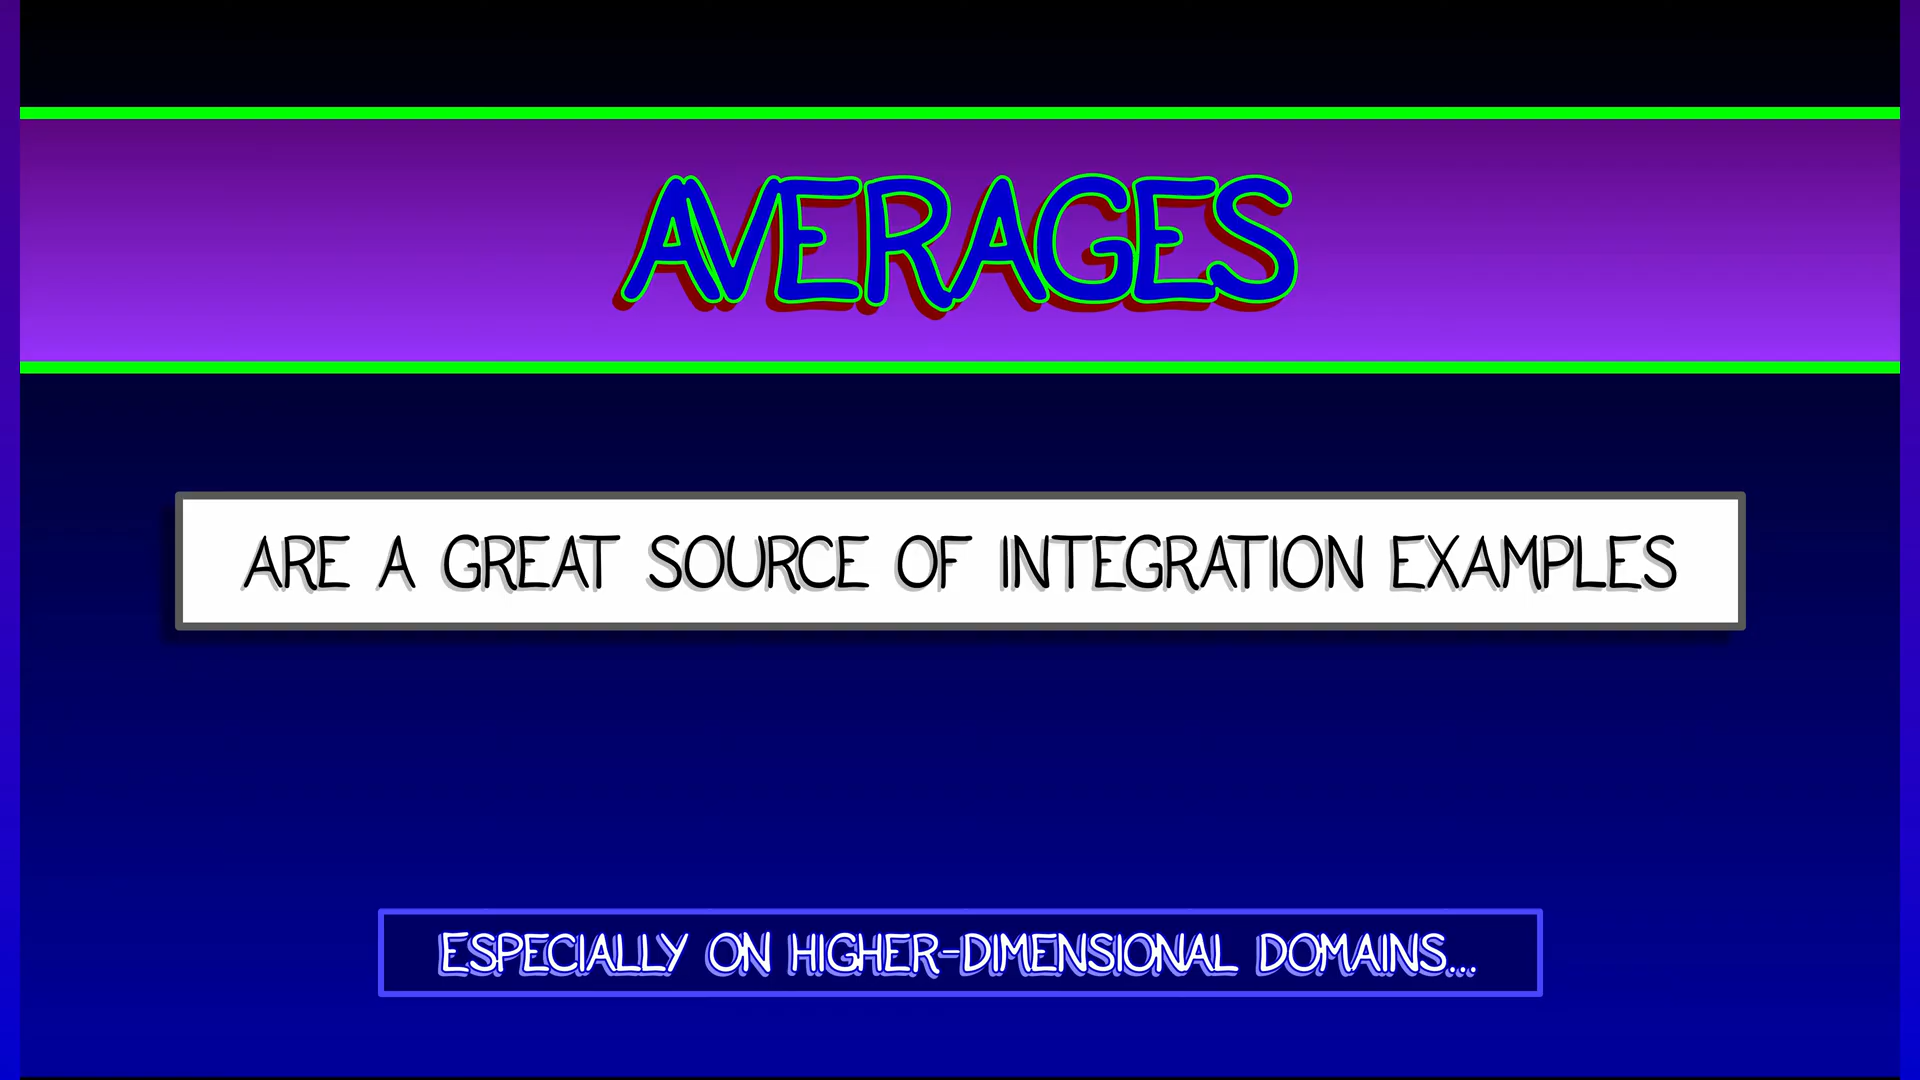 AVERAGES
ARE A GREAT SOURCE OF INTEGRATION EXAMPLES
ESPECIALLY ON HIGHER-DIMENSIONAL DOMAINS...